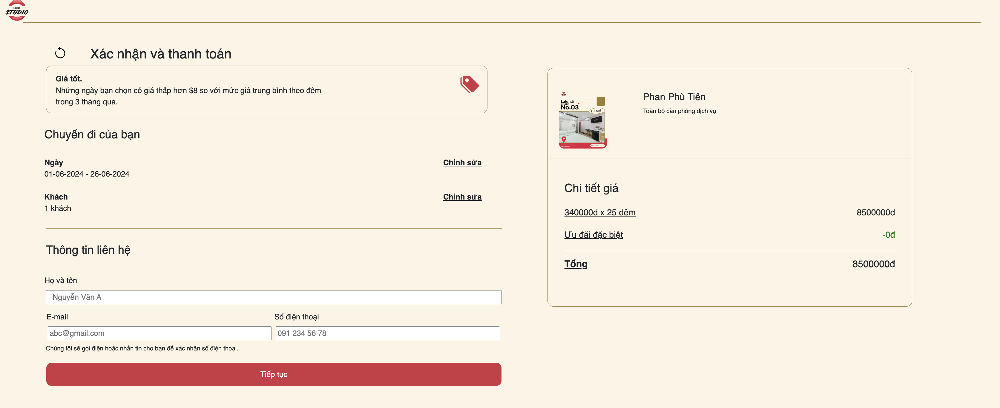 LALENDI
STUDIO
Xác nhận và thanh toán
Giá tốt.
Những ngày bạn chọn có giá thấp hơn $8 so với mức giá trung bình theo đêm
trong 3 tháng qua.
Chuyến đi của bạn
Ngày
Chỉnh sửa
01-06-2024 - 26-06-2024
Khách
Chỉnh sửa
1 khách
Thông tin liên hệ
Họ và tên
Nguyễn Văn A
E-mail
Số điện thoại
abc@gmail.com
091 234 56 78
Chúng tôi sẽ gọi điện hoặc nhắn tin cho bạn để xác nhận số điện thoại.
Tiếp tục
Lalendi
studio
No.03
Hà Nội
Phan Phù Tiên
Toàn bộ căn phòng dịch vụ
Chi tiết giá
340000đ x 25 đêm
8500000đ
Ưu đãi đặc biệt
-0đ
Tổng
8500000đ